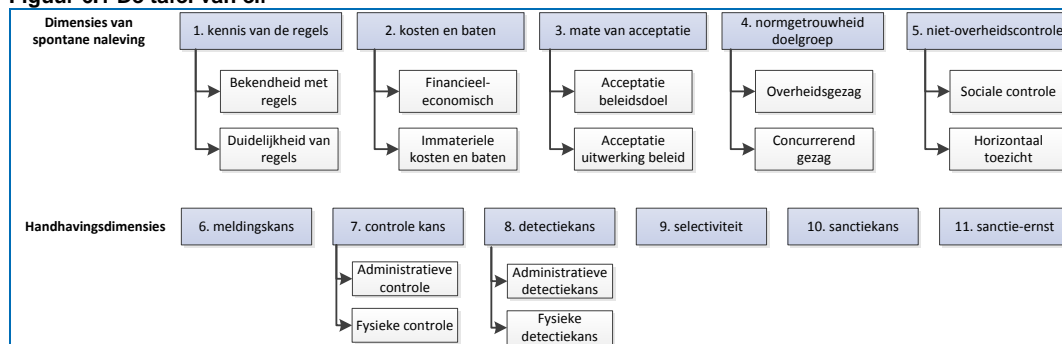 Figuur 6.1 De tafel van elf
Dimensies van
spontane naleving
1. kennis van de regels
2. kosten en baten
3. mate van acceptatie
4. normgetrouwheid
doelgroep
5. niet-overheidscontrole
Bekendheid met
regels
Financieel-
economisch
Acceptatie
beleidsdoel
Overheidsgezag
Sociale controle
Duidelijkheid van
regels
Immateriele
kosten en baten
Acceptatie
uitwerking beleid
Concurrerend
gezag
Horizontaal
toezicht
Handhavingsdimensies
6. meldingskans
7. controle kans
8. detectiekans
9. selectiviteit
10. sanctiekans
11. sanctie-ernst
Administratieve
controle
Administratieve
detectiekans
Fysieke controle
Fysieke
detectiekans